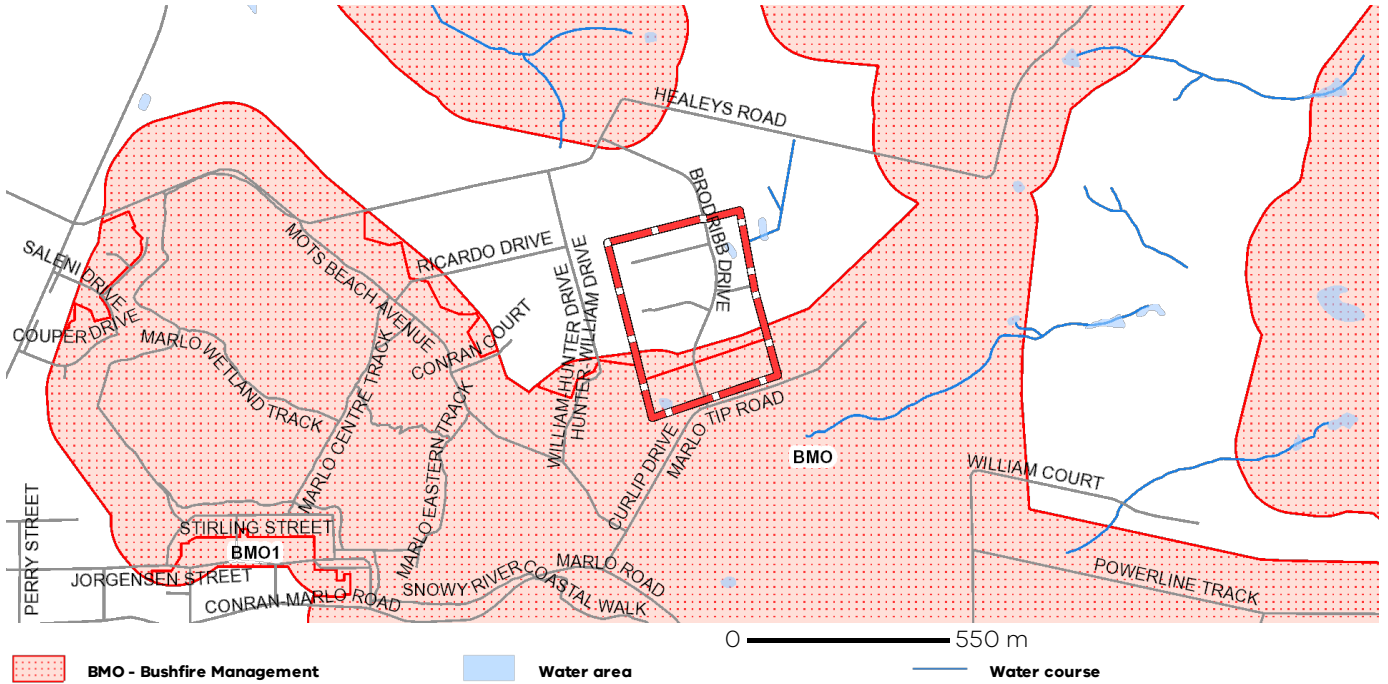 HEALEYS ROAD
BRODRIBB DRIVE
MOTS BEACH AVENUE
RICARDO DRIVE
SALENI DRIVE
WILLIAM HUNTER DRIVE
HUNTER-WILLIAM DRIVE
COUPER DRIVE
CONRAN COURT
MARLO WETLAND TRACK
MARLO CENTRE TRACK
MARLO EASTERN TRACK
MARLO TIP ROAD
CURLIP DRIVE
BMO
WILLIAM COURT
PERRY STREET
STIRLING STREET
BMO1
JORGENSEN STREET
CONRAN-MARLO ROAD
SNOWY RIVER COASTAL WALK
MARLO ROAD
POWERLINE TRACK
0 550 m
BMO - Bushfire Management Water area Water course